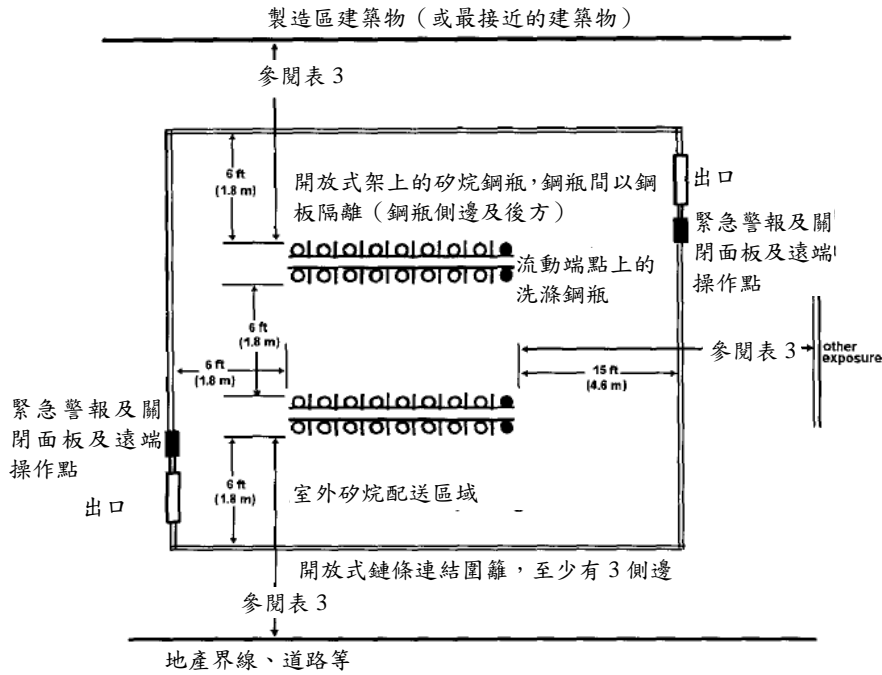 製造區建築物（或最接近的建築物）
參閱表 3
6 ft
(1.8 m)
開放式架上的矽烷鋼瓶，鋼瓶間以鋼
板隔離（鋼瓶側邊及後方）
出口
緊急警報及關
閉面板及遠端
操作點
流動端點上的
洗滌鋼瓶
6 ft
(1.8 m)
6 ft
(1.8 m)
參閱表 3
other
exposure
15 ft
(4.6 m)
緊急警報及關
閉面板及遠端
操作點
出口
6 ft
(1.8 m)
室外矽烷配送區域
開放式鏈條連結圍籬，至少有 3 側邊
參閱表 3
地產界線、道路等